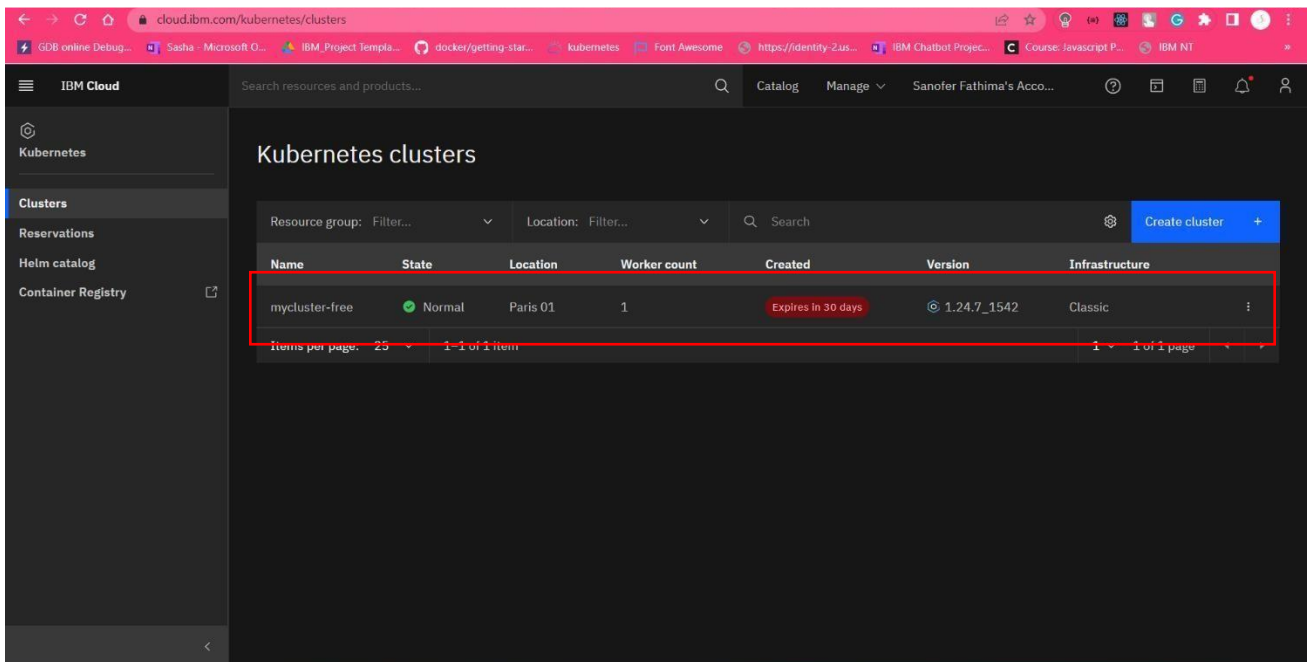 cloud.ibm.com/kubernetes/clusters
GDB online Debug... Sasha - Microsoft O... IBM_Project Templa... docker/getting-star... kubernetes Font Awesome https://identity-2.us... IBM Chatbot Projec... Course: Javascript P... IBM NT »
IBM Cloud Search resources and products... Catalog Manage Sanofer Fathima's Acco...
Kubernetes
Kubernetes clusters
Clusters
Reservations
Helm catalog
Container Registry
Resource group: Filter... Location: Filter... Search Create cluster +
Name State Location Worker count Created Version Infrastructure
mycluster-free Normal Paris 01 1 Expires in 30 days 1.24.7_1542 Classic
Items per page: 25 1–1 of 1 item 1 1 of 1 page